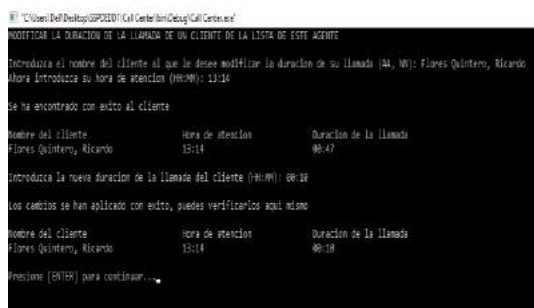 "C:\Users\Dell\Desktop\SSPDEDDT\Call Center\bin\Debug\Call Center.exe"
MODIFICAR LA DURACION DE LA LLAMADA DE UN CLIENTE DE LA LISTA DE ESTE AGENTE
Introduzca el nombre del cliente al que le desee modificar la duracion de su llamada (AA, NN): Flores Quintero, Ricardo
Ahora introduzca su hora de atencion (HH:MM): 13:14
Se ha encontrado con exito al cliente
Nombre del cliente Hora de atencion Duracion de la llamada
Flores Quintero, Ricardo 13:14 00:47
Introduzca la nueva duracion de la llamada del cliente (HH:MM): 00:10
Los cambios se han aplicado con exito, puedes verificarlos aqui mismo
Nombre del cliente Hora de atencion Duracion de la llamada
Flores Quintero, Ricardo 13:14 00:10
Presione [ENTER] para continuar...